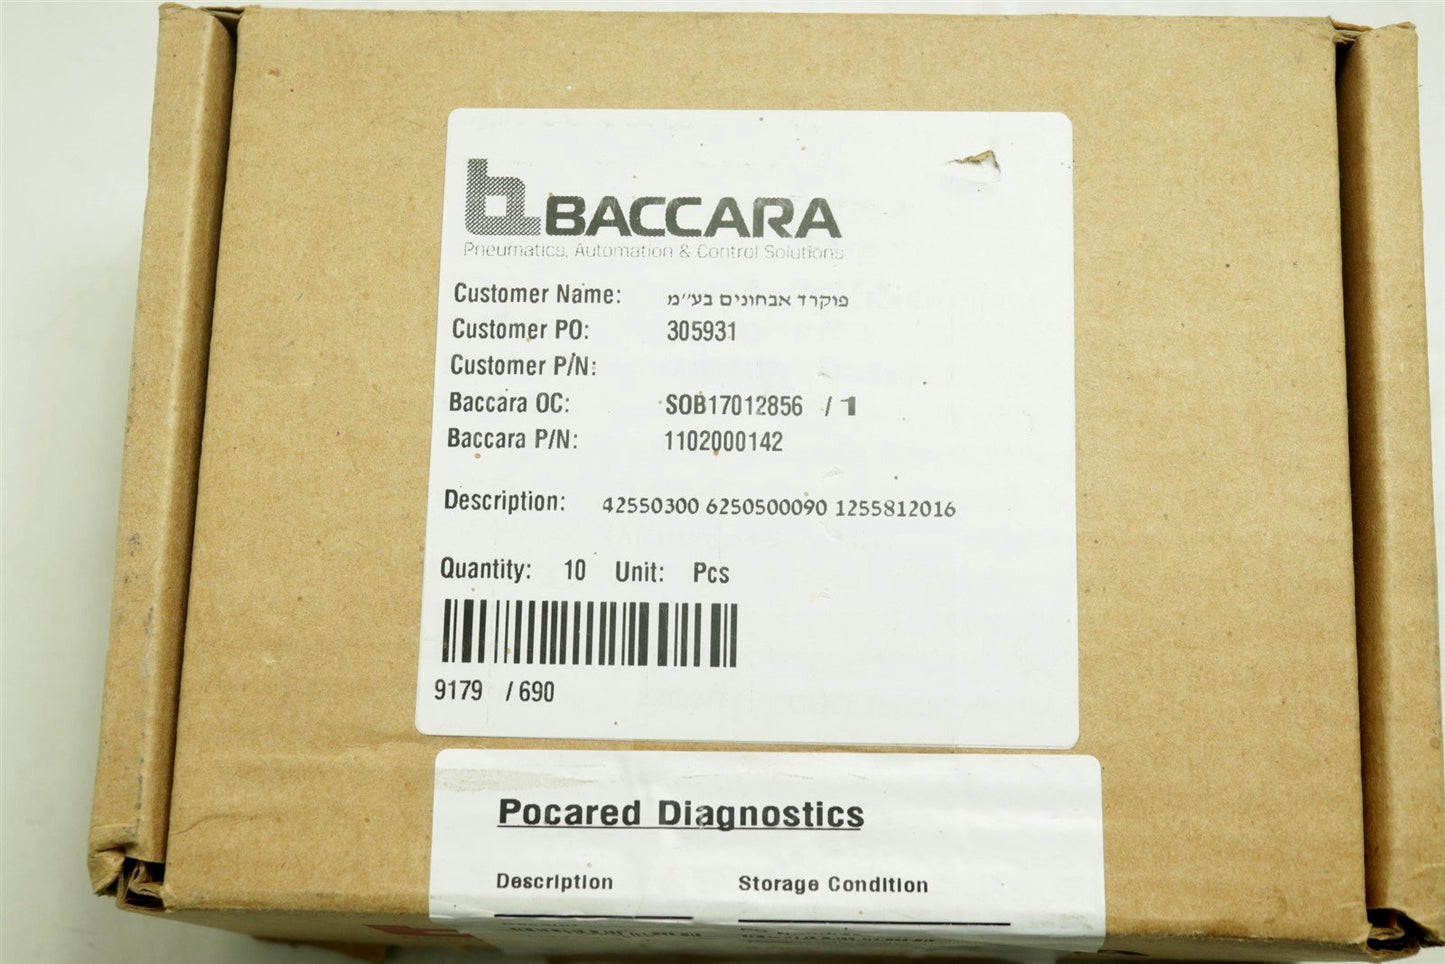 BACCARA
Pneumatics, Automation & Control Solutions
Customer Name: פוקרד אבחונים בע''מ
Customer PO: 305931
Customer P/N:
Baccara OC: SOB17012856 / 1
Baccara P/N: 1102000142
Description: 42550300 6250500090 1255812016
Quantity: 10 Unit: Pcs
9179 / 690
Pocared Diagnostics
Description Storage Condition